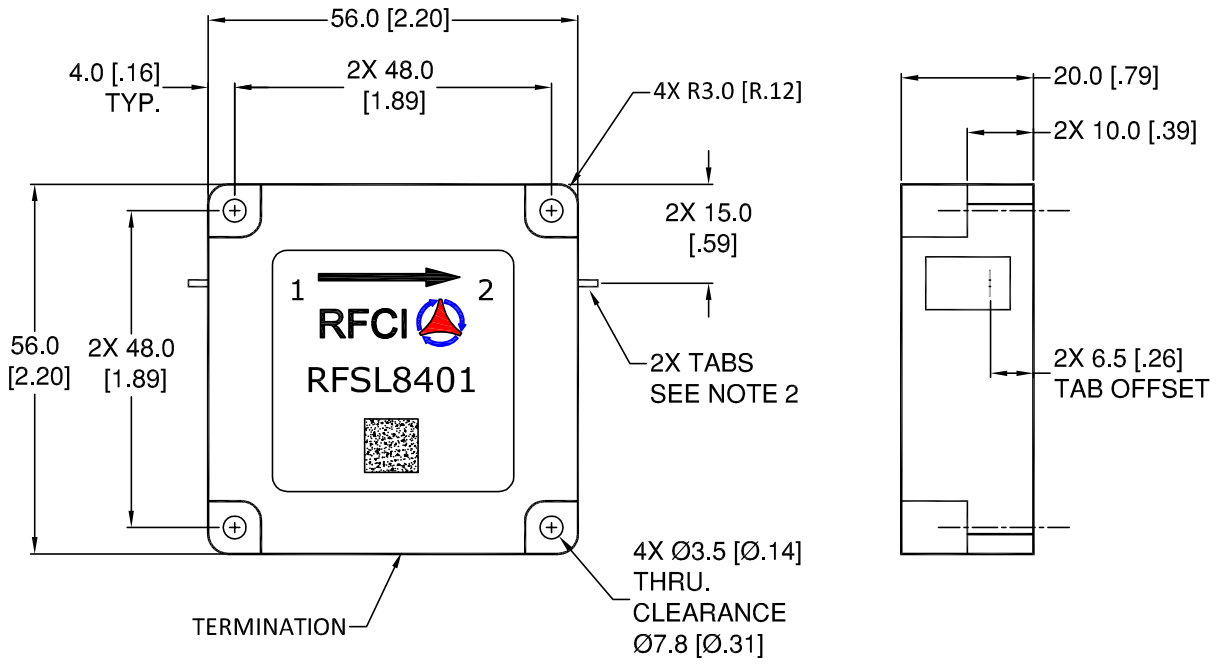 56.0 [2.20]
4.0 [.16]
TYP.
2X 48.0
[1.89]
4X R3.0 [R.12]
20.0 [.79]
2X 10.0 [.39]
2X 15.0
[.59]
1
2
RFCI
RFSL8401
56.0
[2.20]
2X 48.0
[1.89]
2X TABS
SEE NOTE 2
2X 6.5 [.26]
TAB OFFSET
4X Ø3.5 [Ø.14]
THRU.
CLEARANCE
Ø7.8 [Ø.31]
TERMINATION